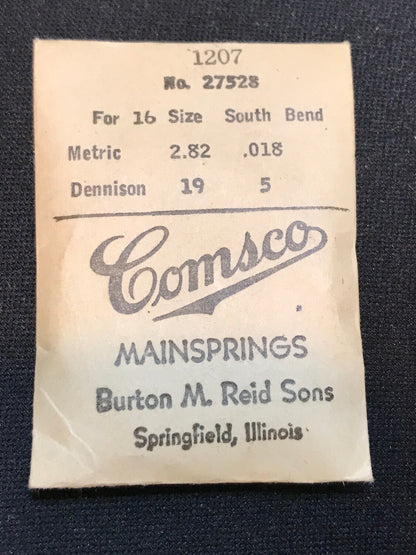 1207
No. 27528
For 16 Size South Bend
Metric 2.82 .018
Dennison 19 5
Comsco
MAINSPRINGS
Burton M. Reid Sons
Springfield, Illinois